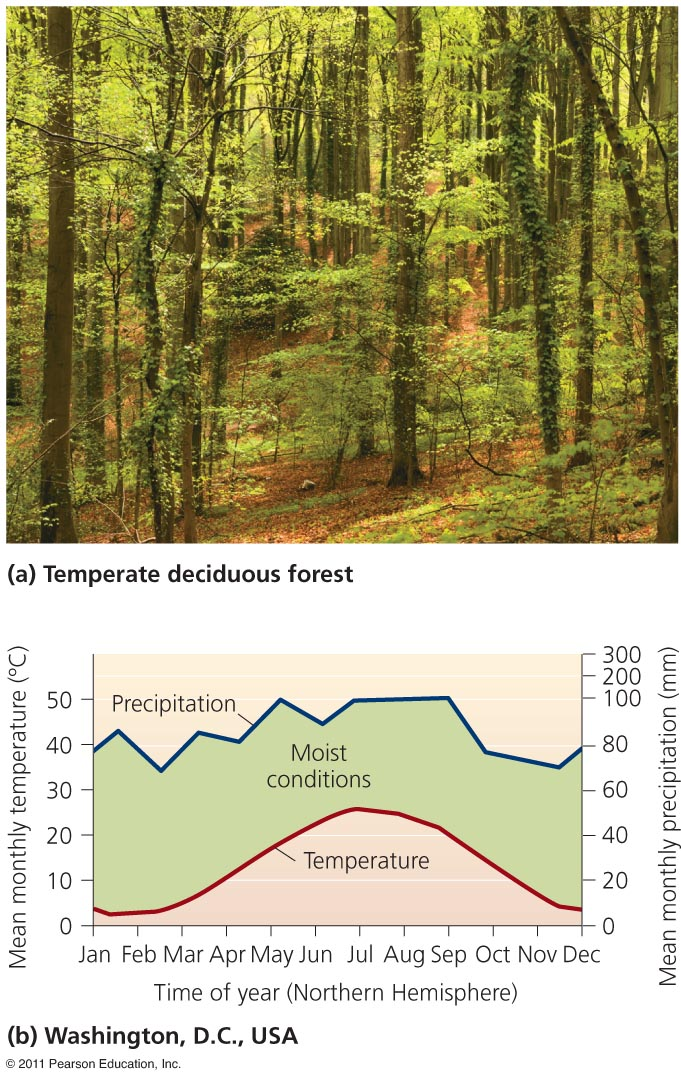 (a) Temperate deciduous forest
Mean monthly temperature (ºC)
50
40
30
20
10
0
Precipitation
Moist
conditions
Temperature
300
200
100
80
60
40
20
0
Mean monthly precipitation (mm)
Jan Feb Mar Apr May Jun Jul Aug Sep Oct Nov Dec
Time of year (Northern Hemisphere)
(b) Washington, D.C., USA
© 2011 Pearson Education, Inc.